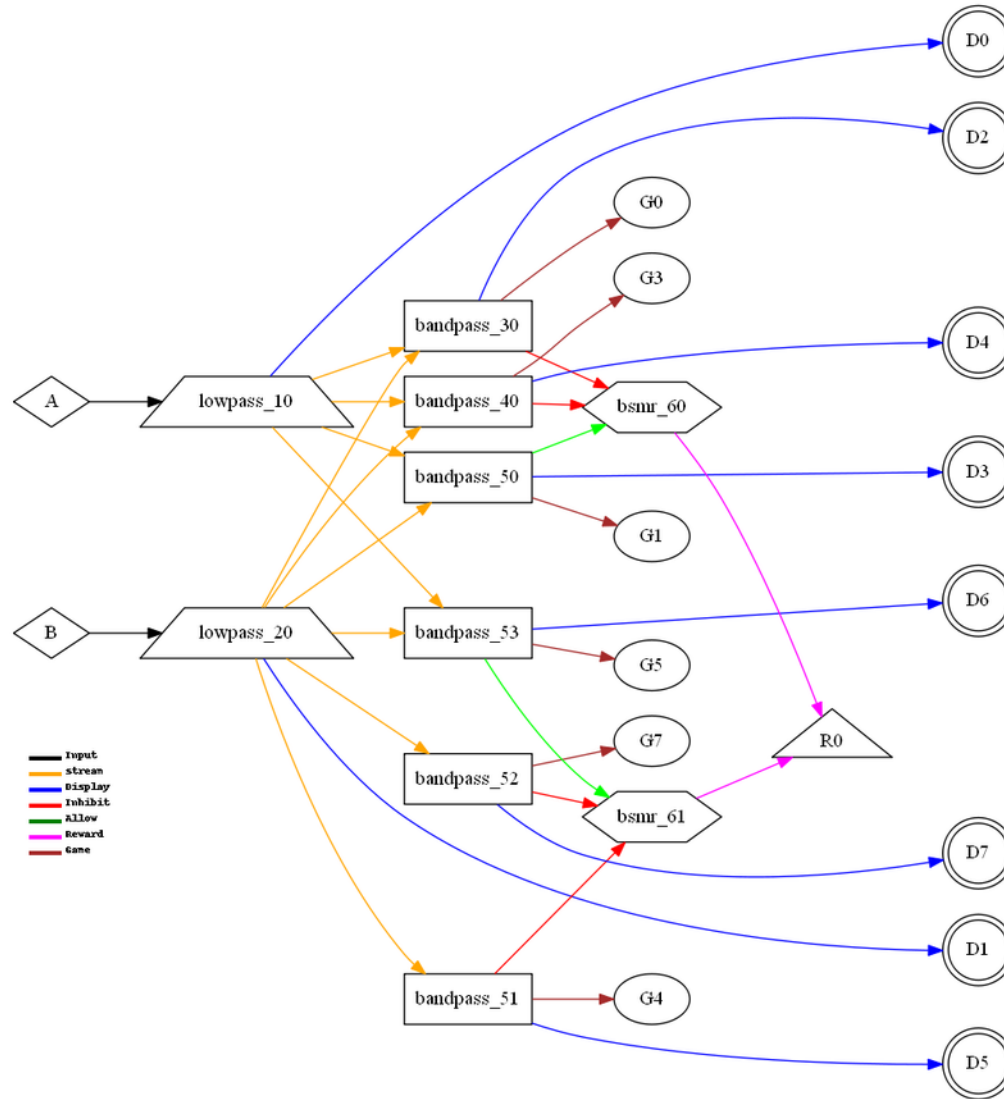 D0
D2
G0
G3
bandpass_30
D4
A
lowpass_10
bandpass_40
bsmr_60
bandpass_50
D3
G1
D6
B
lowpass_20
bandpass_53
G5
G7
R0
Input
stream
Display
Inhibit
Allow
Reward
Game
bandpass_52
bsmr_61
D7
D1
bandpass_51
G4
D5